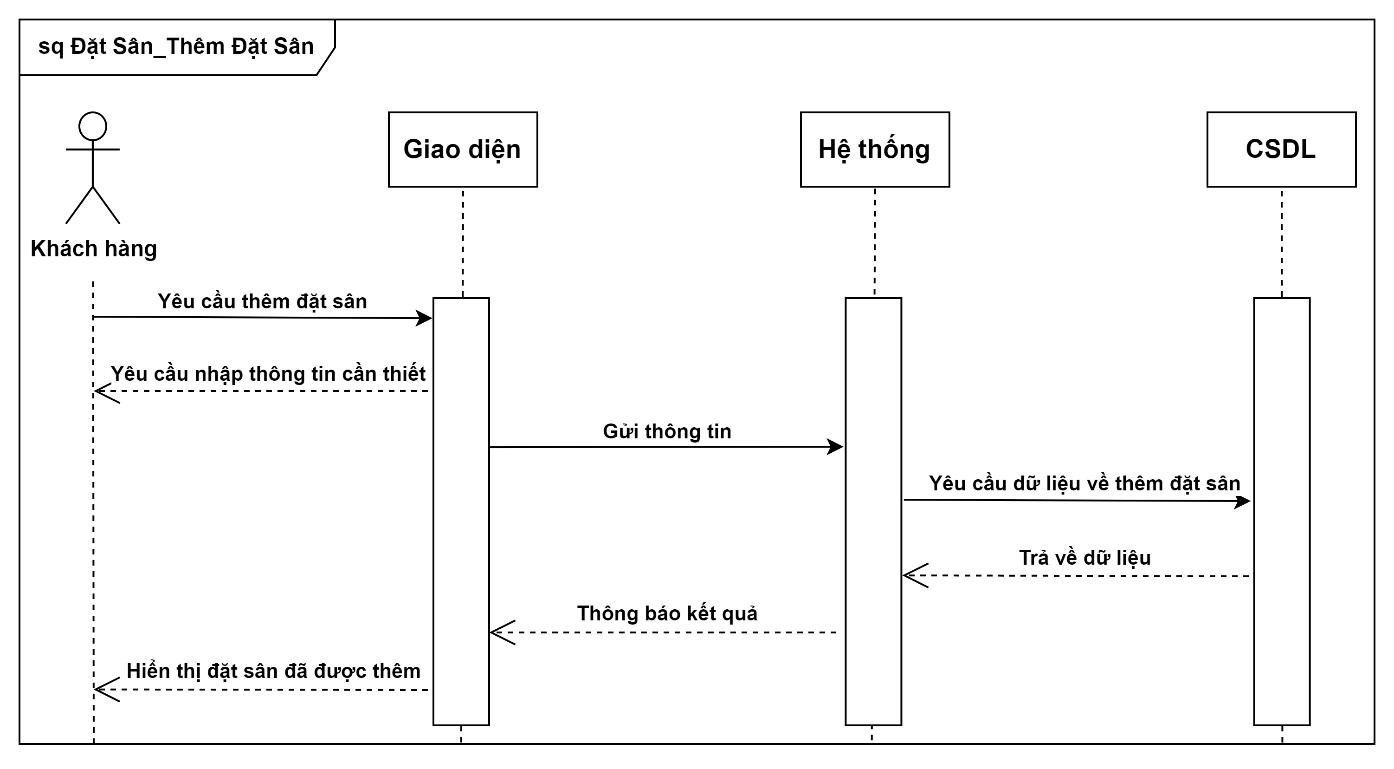 sq Đặt Sân_Thêm Đặt Sân
Giao diện
Hệ thống
CSDL
Khách hàng
Yêu cầu thêm đặt sân
Yêu cầu nhập thông tin cần thiết
Gửi thông tin
Yêu cầu dữ liệu về thêm đặt sân
Trả về dữ liệu
Thông báo kết quả
Hiển thị đặt sân đã được thêm